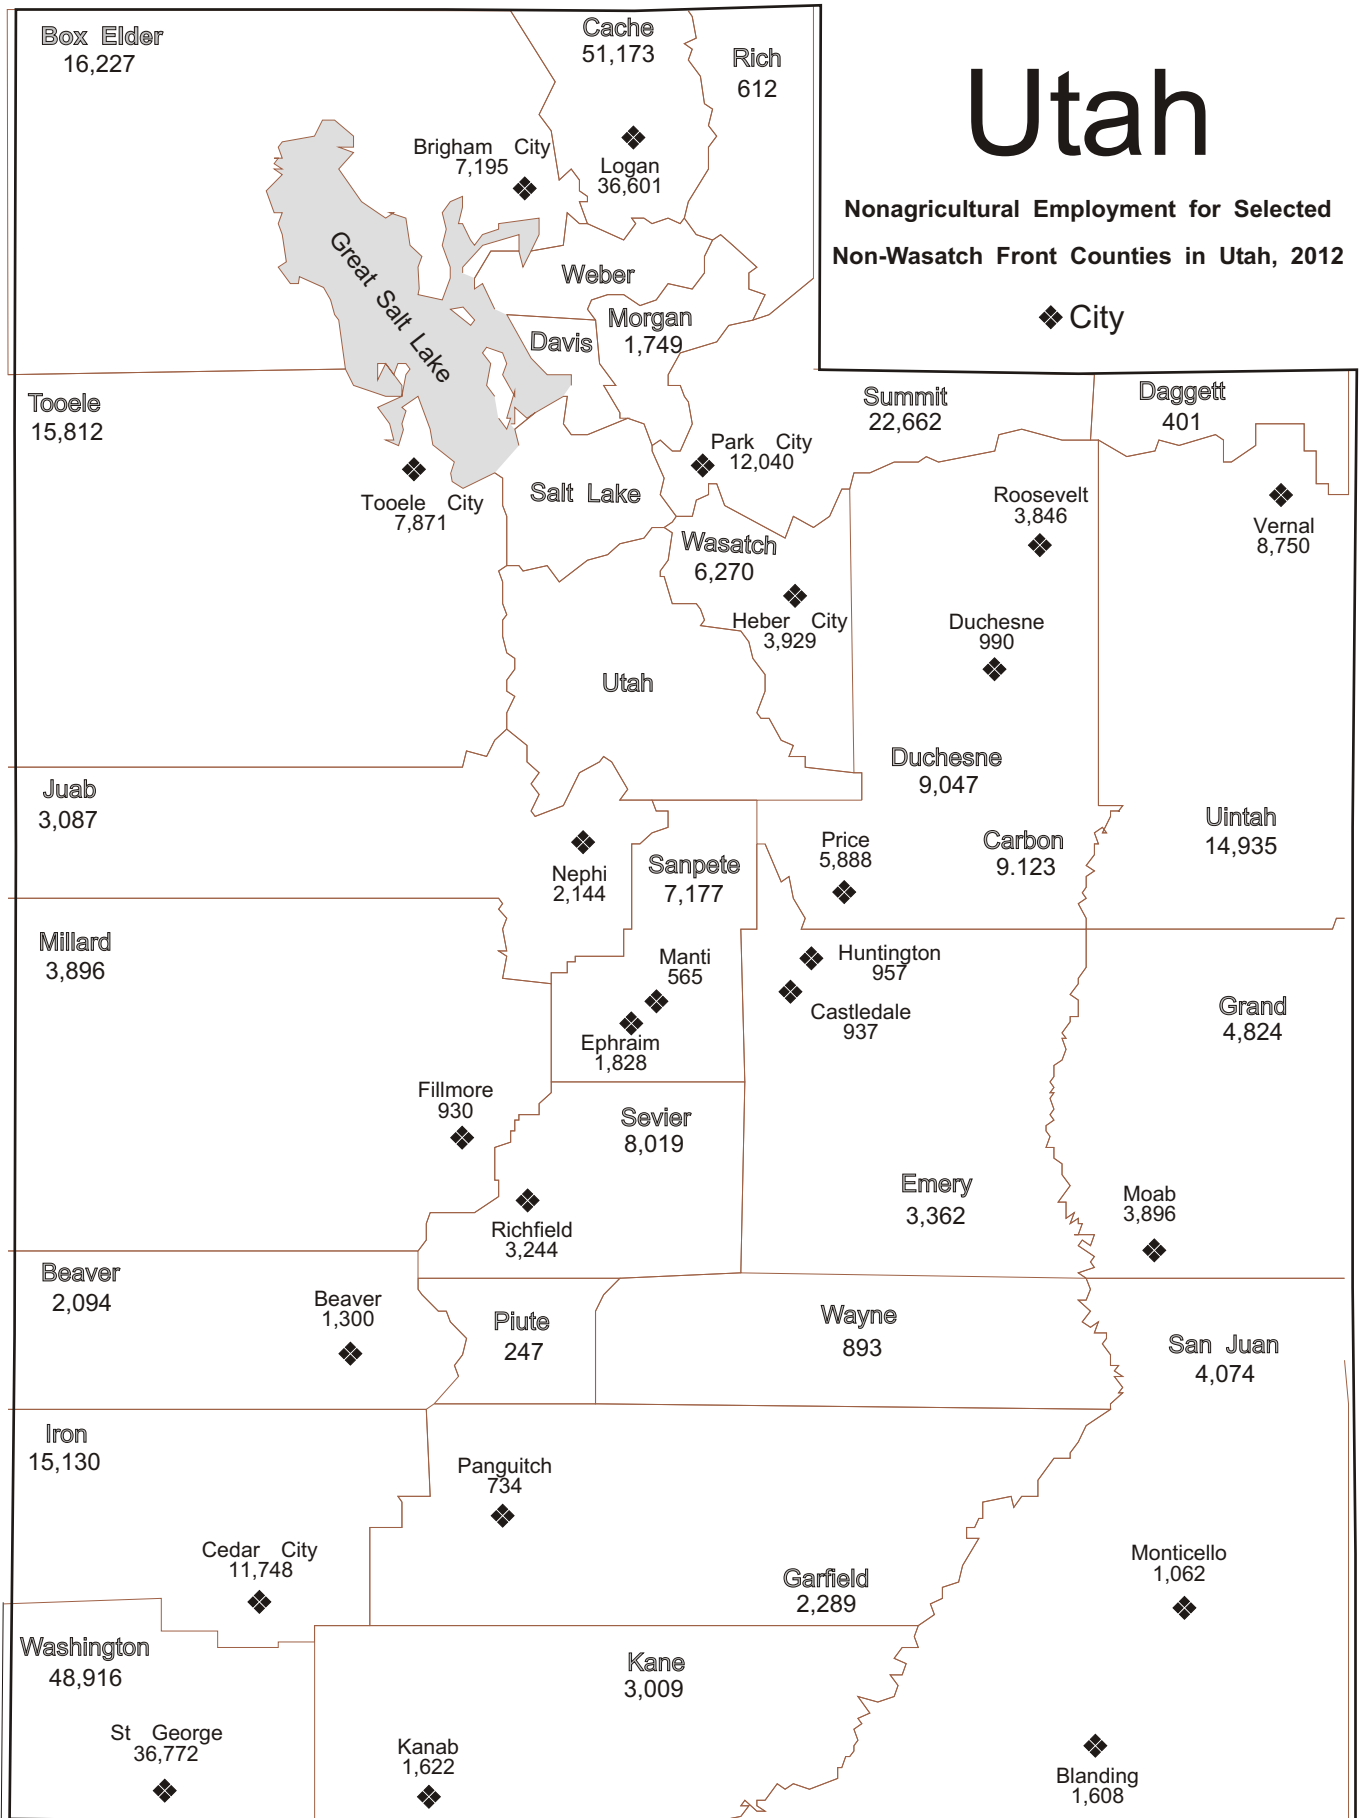 Utah
Nonagricultural Employment for Selected
Non-Wasatch Front Counties in Utah, 2012
City
Box Elder
16,227
Cache
51,173
Rich
612
Brigham City
7,195
Logan
36,601
Great Salt Lake
Weber
Davis
Morgan
1,749
Tooele
15,812
Tooele City
7,871
Salt Lake
Park City
12,040
Summit
22,662
Daggett
401
Roosevelt
3,846
Vernal
8,750
Wasatch
6,270
Heber City
3,929
Duchesne
990
Utah
Duchesne
9,047
Juab
3,087
Nephi
2,144
Sanpete
7,177
Price
5,888
Carbon
9.123
Uintah
14,935
Millard
3,896
Manti
565
Ephraim
1,828
Huntington
957
Castledale
937
Grand
4,824
Fillmore
930
Sevier
8,019
Richfield
3,244
Emery
3,362
Moab
3,896
Beaver
2,094
Beaver
1,300
Piute
247
Wayne
893
San Juan
4,074
Iron
15,130
Panguitch
734
Cedar City
11,748
Garfield
2,289
Monticello
1,062
Washington
48,916
Kane
3,009
St George
36,772
Kanab
1,622
Blanding
1,608